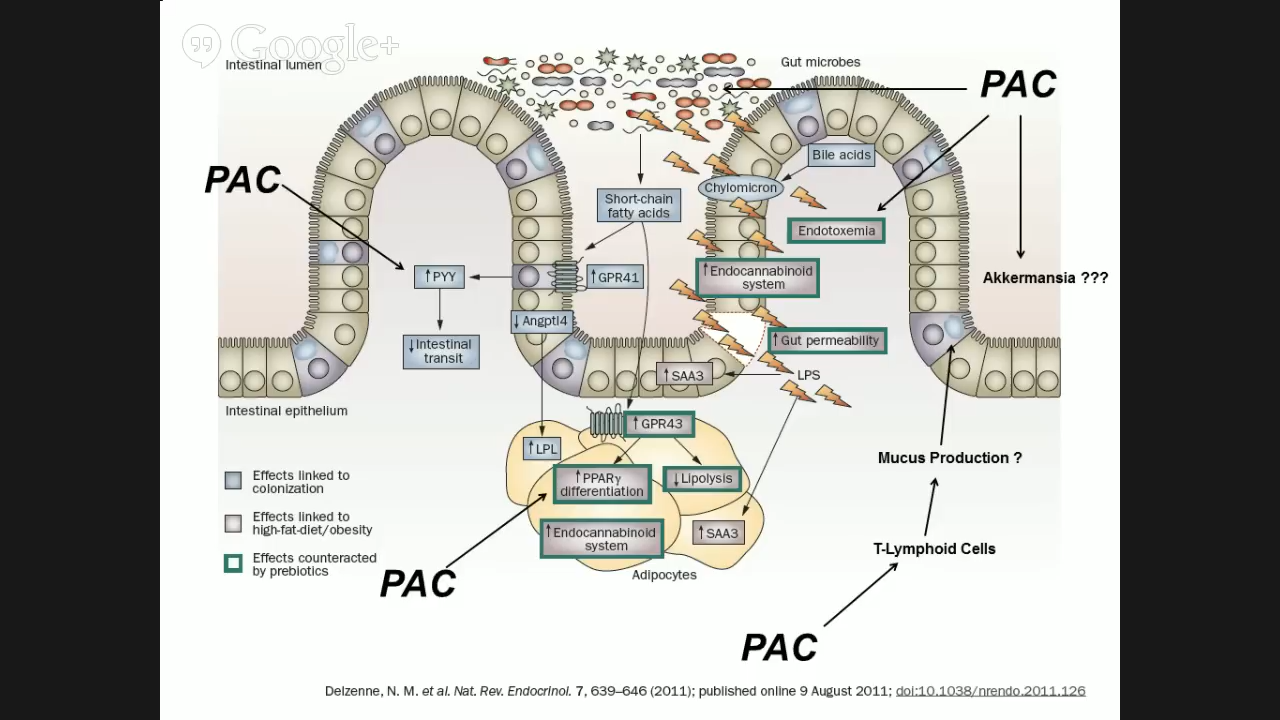 Google+
Intestinal lumen
Gut microbes
PAC
PAC
Bile acids
Chylomicron
Short-chain
fatty acids
Endotoxemia
↑PYY
↑GPR41
↑Endocannabinoid
system
Akkermansia ???
↓Angptl4
↓Intestinal
transit
↑Gut permeability
↑SAA3
LPS
Intestinal epithelium
↑GPR43
↑LPL
Mucus Production ?
↑PPARγ
differentiation
↓Lipolysis
Effects linked to
colonization
Effects linked to
high-fat-diet/obesity
Effects counteracted
by prebiotics
↑Endocannabinoid
system
↑SAA3
T-Lymphoid Cells
Adipocytes
PAC
PAC
Delzenne, N. M. et al. Nat. Rev. Endocrinol. 7, 639–646 (2011); published online 9 August 2011; doi:10.1038/nrendo.2011.126